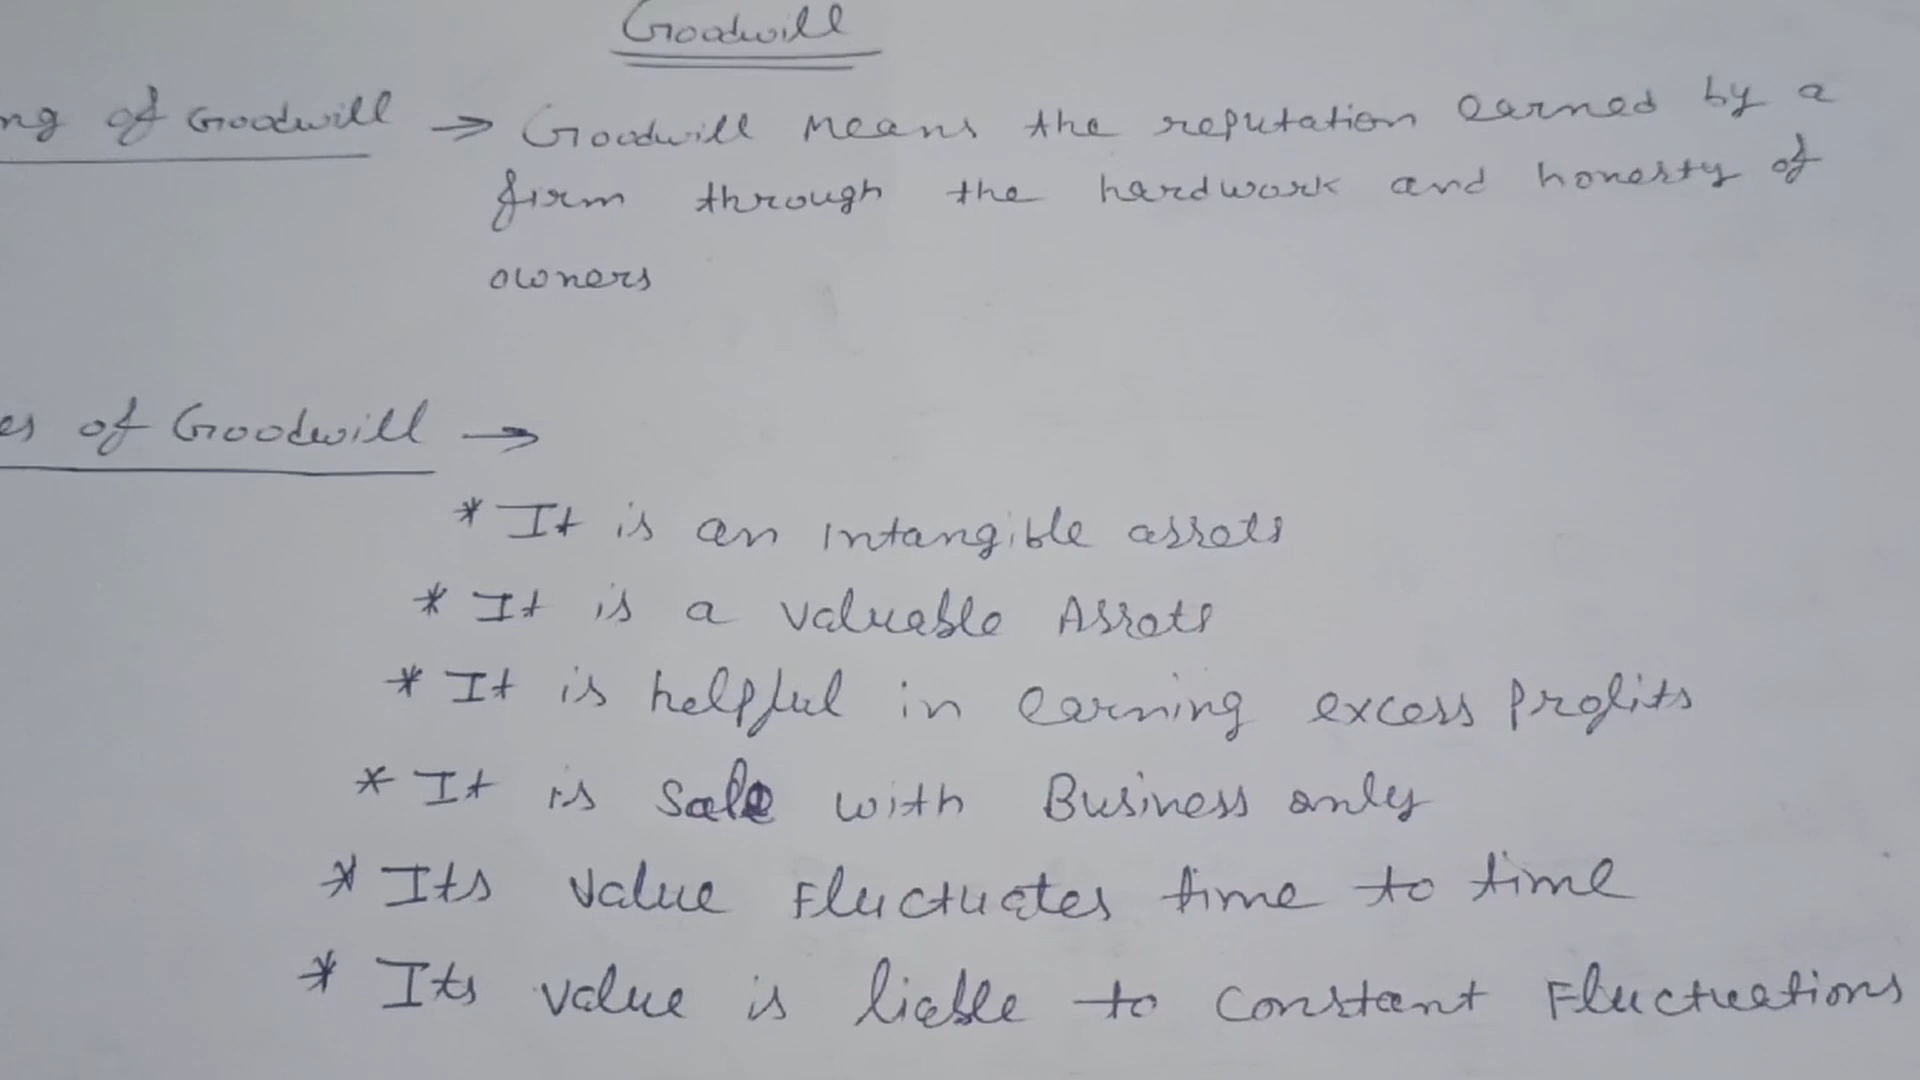 Goodwill
ng of Goodwill → Goodwill means the reputation earned by a
firm through the hardwork and honesty of
owners
es of Goodwill →
* It is an intangible assets
* It is a valuable Assets
* It is helpful in earning excess profits
* It is sale with Business only
* Its value Fluctuates time to time
* Its value is liable to constant Fluctuations